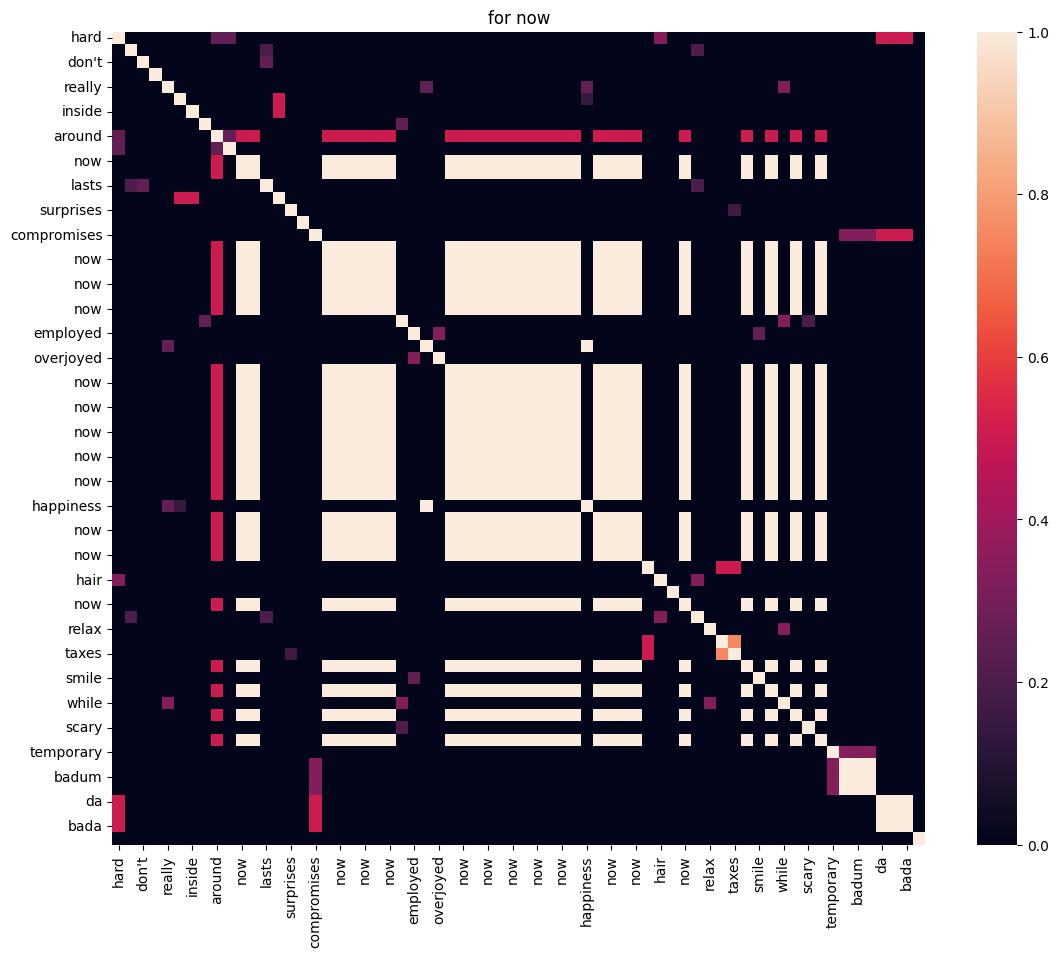 for now
hard
don't
really
inside
around
now
lasts
surprises
compromises
now
now
now
employed
overjoyed
now
now
now
now
now
happiness
now
now
hair
now
relax
taxes
smile
while
scary
temporary
badum
da
bada
hard
don't
really
inside
around
now
lasts
surprises
compromises
now
now
now
employed
overjoyed
now
now
now
now
now
happiness
now
now
hair
now
relax
taxes
smile
while
scary
temporary
badum
da
bada
1.0
0.8
0.6
0.4
0.2
0.0